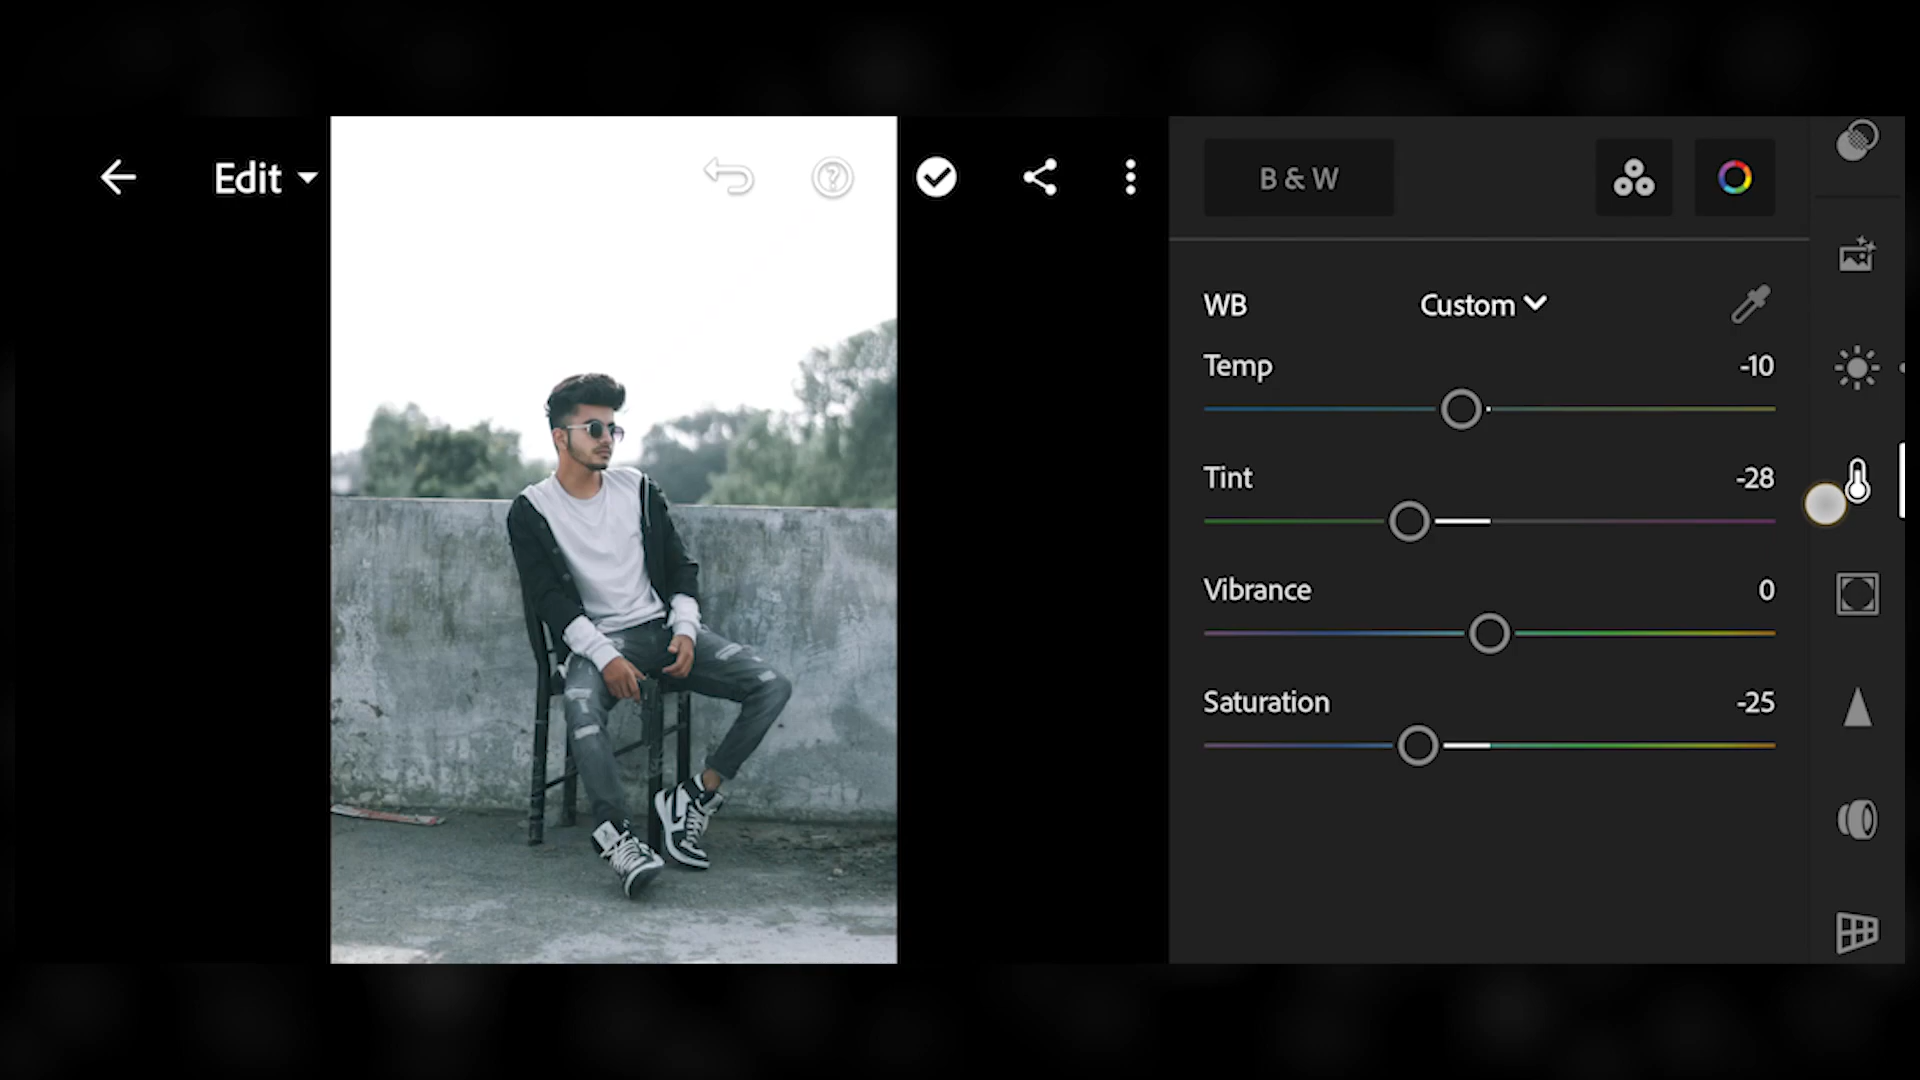 Edit
B & W
WB Custom
Temp -10
Tint -28
Vibrance 0
Saturation -25